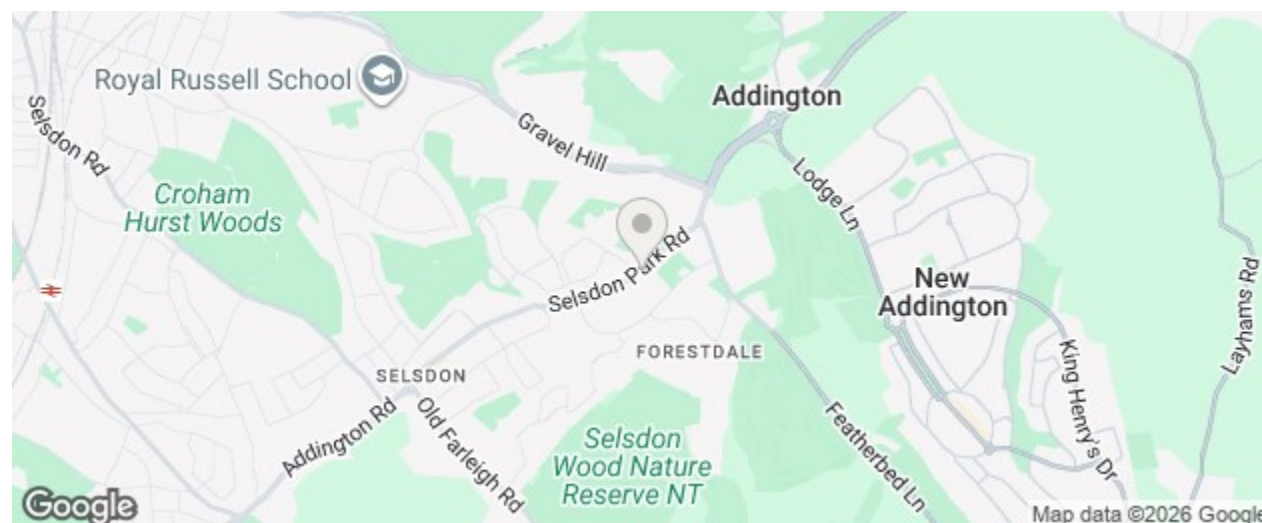 Royal Russell School
Addington
Selsdon Rd
Gravel Hill
Lodge Ln
Croham
Hurst Woods
Selsdon Park Rd
New
Addington
Layhams Rd
FORESTDALE
King Henry's Dr
SELSDON
Addington Rd
Old Farleigh Rd
Featherbed Ln
Selsdon
Wood Nature
Reserve NT
Google
Map data ©2026 Google